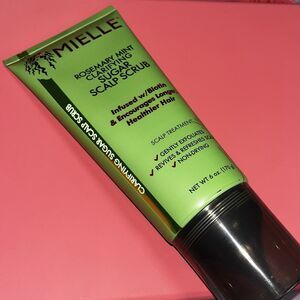 MIELLE
ROSEMARY MINT
CLARIFYING
SUGAR
SCALP SCRUB
Infused w/Biotin
& Encourages Longer
Healthier Hair
SCALP TREATMENT
✓ GENTLY EXFOLIATES
✓ REVIVES & REFRESHES
✓ NON-DRYING
NET WT. 6 oz. (170
CLARIFYING SUGAR SCALP SCRUB